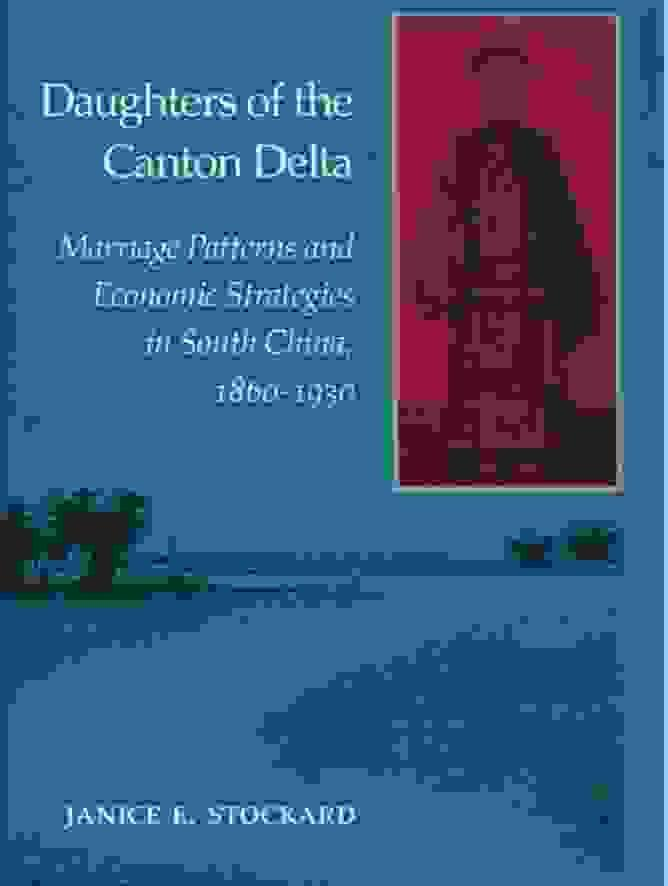 Daughters of the
Canton Delta
Marriage Patterns and
Economic Strategies
in South China,
1860-1930
JANICE E. STOCKARD